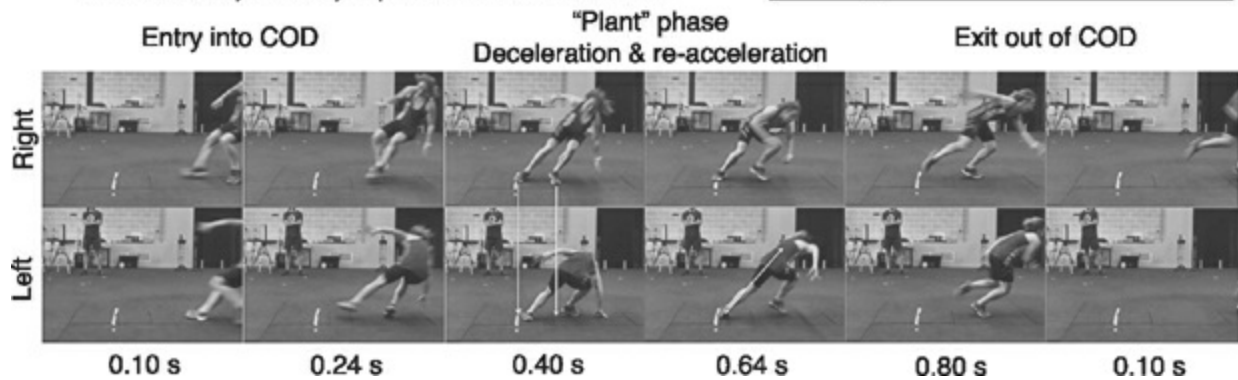 Entry into COD
“Plant” phase
Deceleration & re-acceleration
Exit out of COD
Right
Left
0.10 s
0.24 s
0.40 s
0.64 s
0.80 s
0.10 s